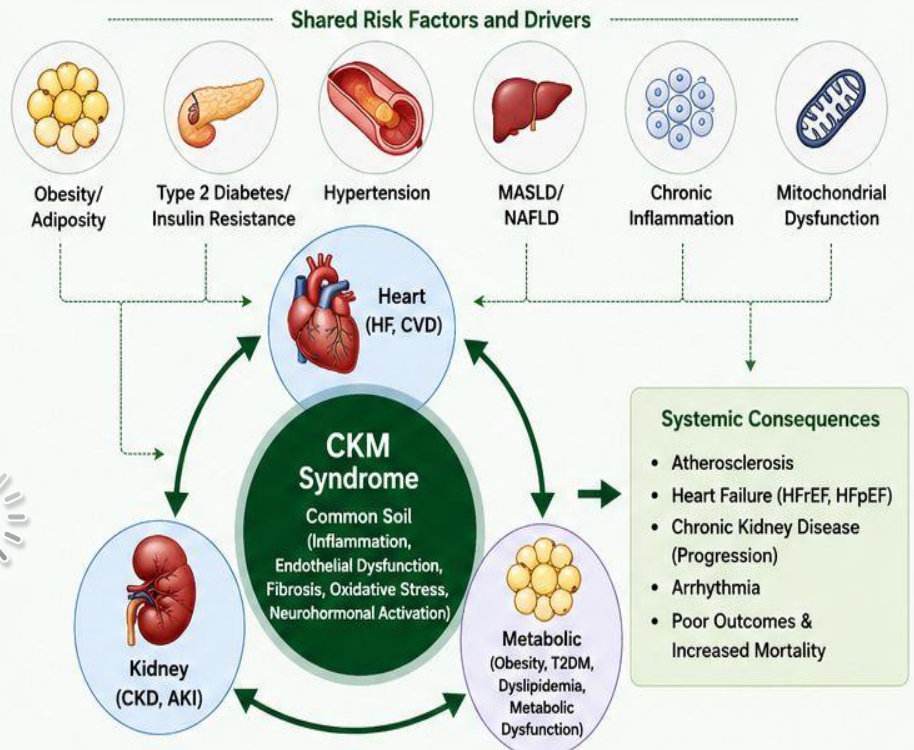 Shared Risk Factors and Drivers
Obesity/
Adiposity
Type 2 Diabetes/
Insulin Resistance
Hypertension
MASLD/
NAFLD
Chronic
Inflammation
Mitochondrial
Dysfunction
Heart
(HF, CVD)
CKM
Syndrome
Common Soil
(Inflammation,
Endothelial Dysfunction,
Fibrosis, Oxidative Stress,
Neurohormonal Activation)
Kidney
(CKD, AKI)
Metabolic
(Obesity, T2DM,
Dyslipidemia,
Metabolic
Dysfunction)
Systemic Consequences
• Atherosclerosis
• Heart Failure (HFrEF, HFpEF)
• Chronic Kidney Disease
(Progression)
• Arrhythmia
• Poor Outcomes &
Increased Mortality